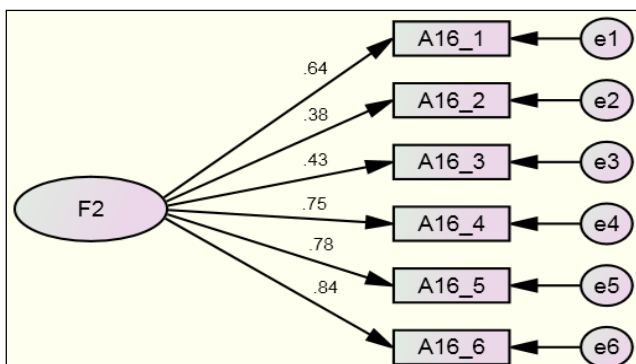 A16_1
e1
.64
A16_2
e2
.38
A16_3
e3
.43
F2
A16_4
e4
.75
A16_5
e5
.78
A16_6
e6
.84